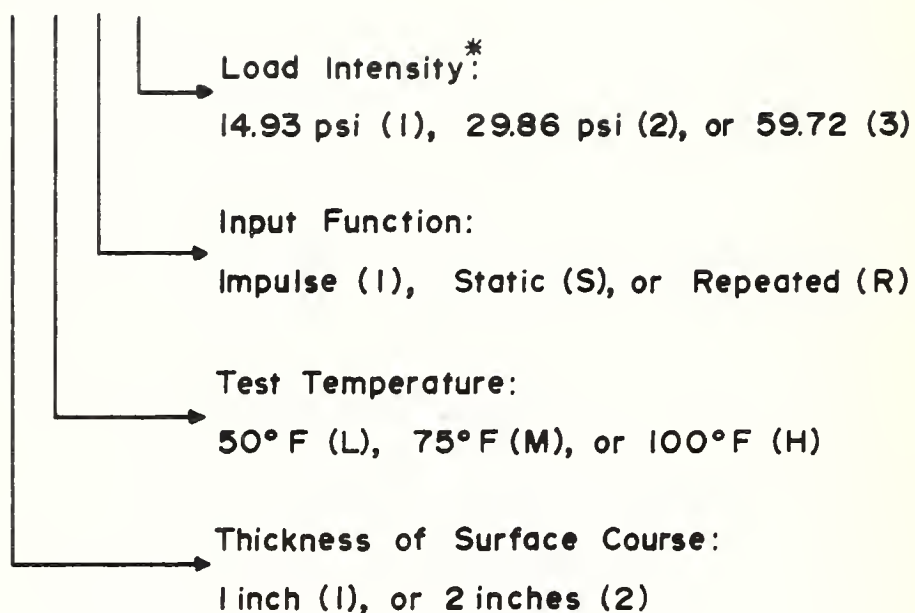 Load Intensity*:
14.93 psi (1), 29.86 psi (2), or 59.72 (3)
Input Function:
Impulse (I), Static (S), or Repeated (R)
Test Temperature:
50° F (L), 75° F (M), or 100° F (H)
Thickness of Surface Course:
1 inch (1), or 2 inches (2)